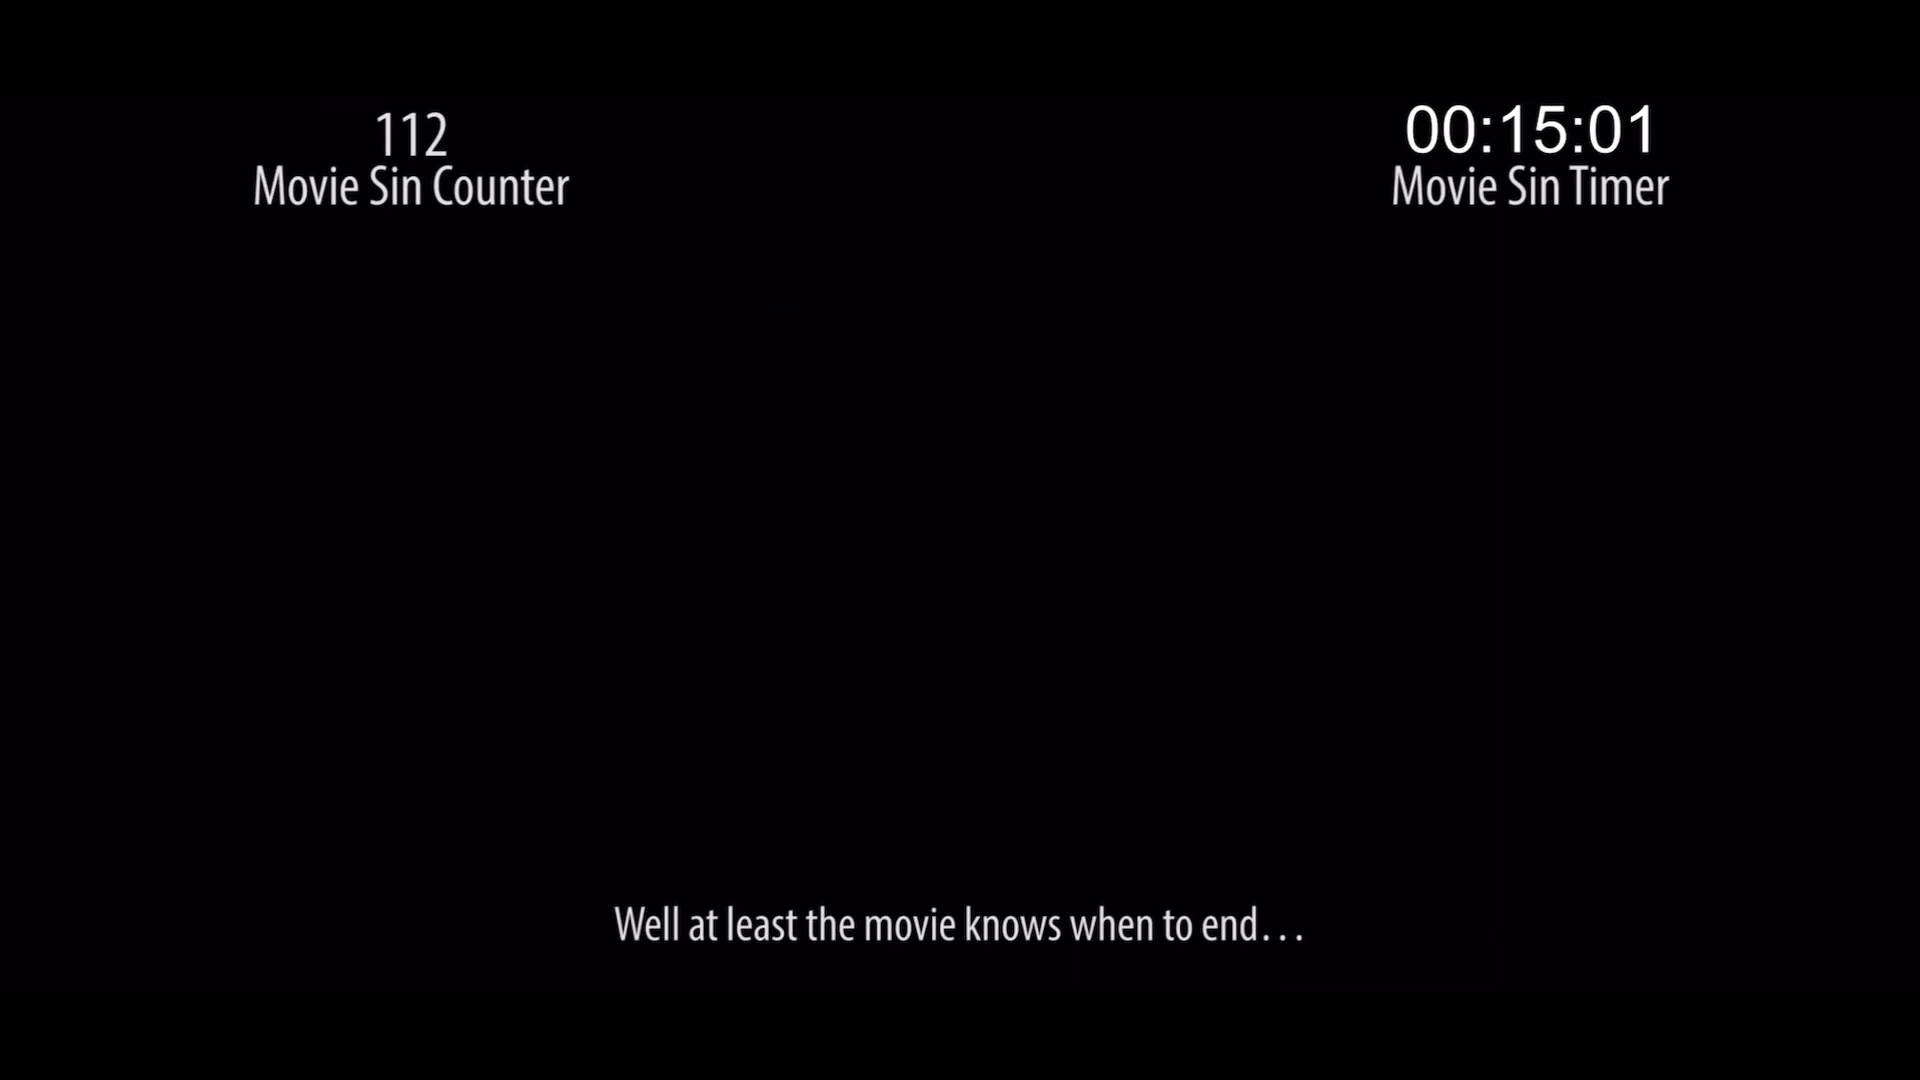 112
Movie Sin Counter
00:15:01
Movie Sin Timer
Well at least the movie knows when to end...